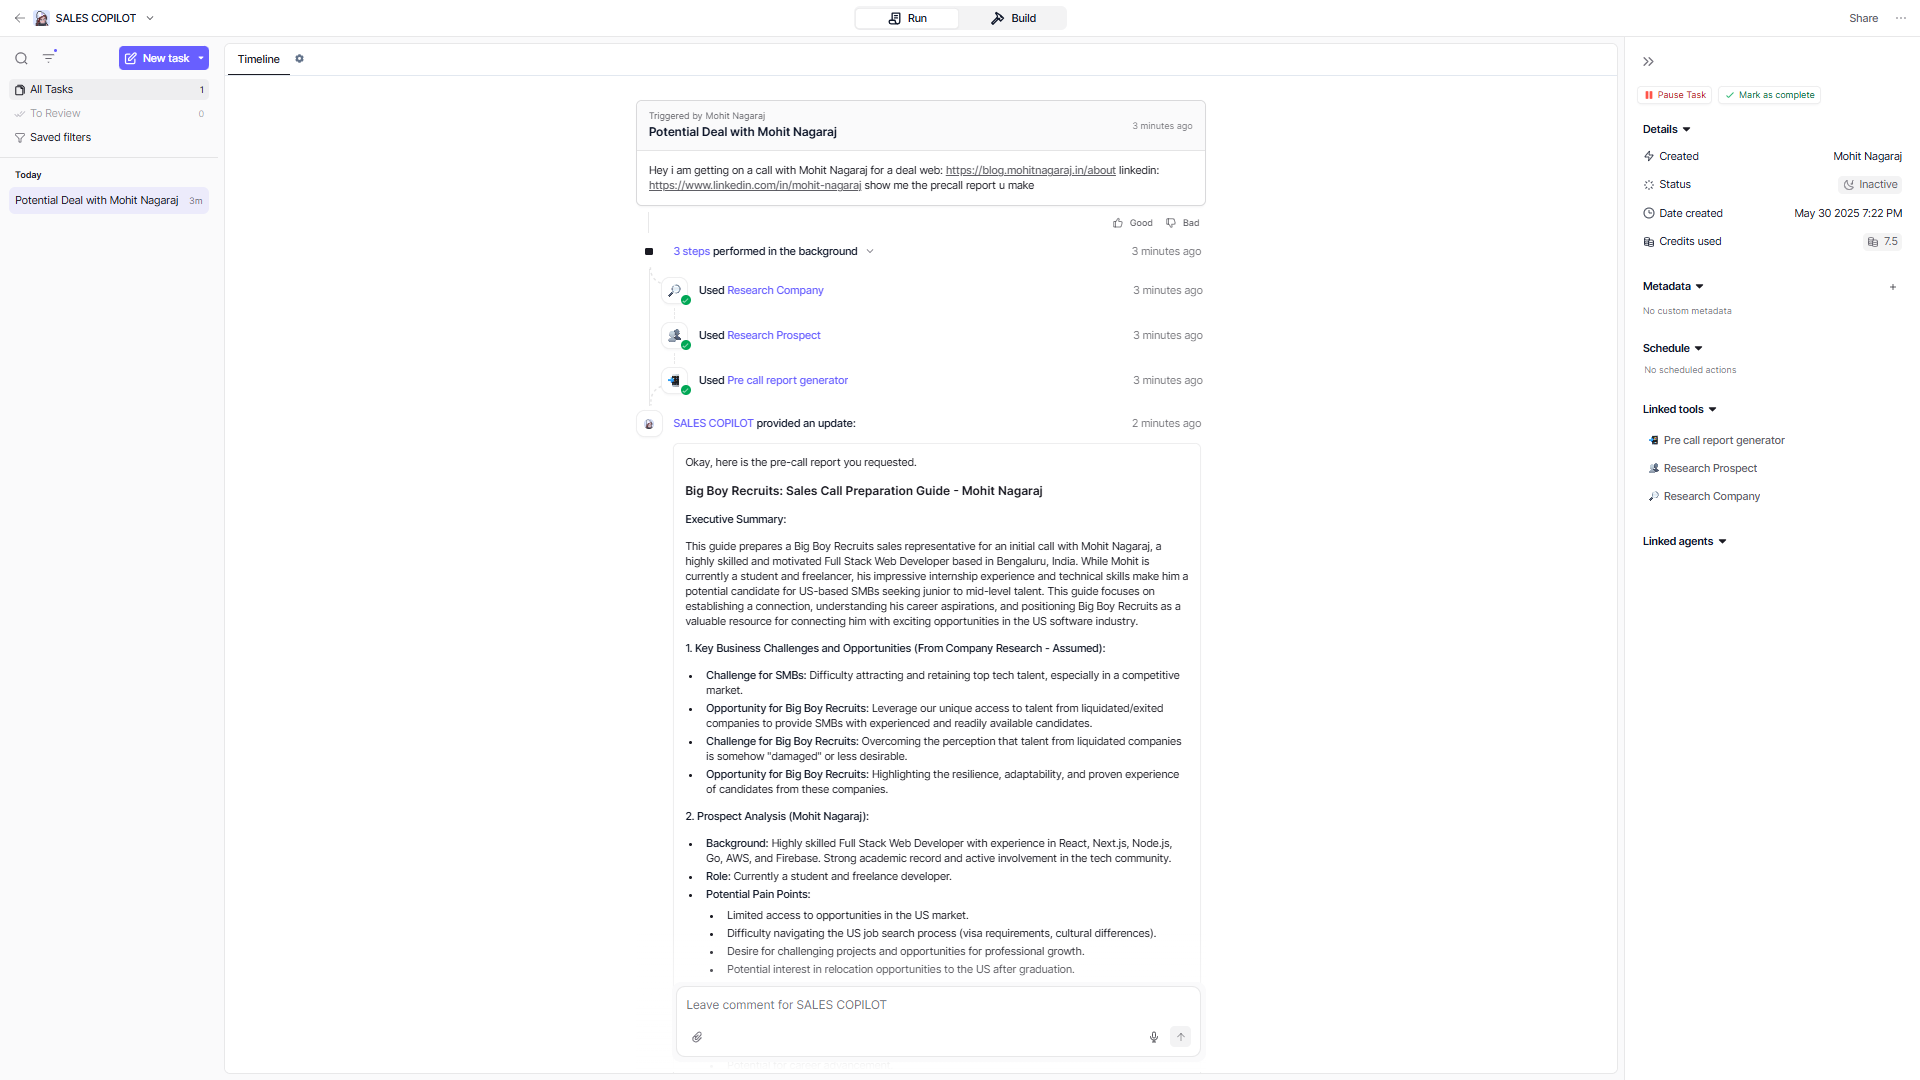 SALES COPILOT
Run
Build
Share
New task
All Tasks 1
To Review 0
Saved filters
Today
Potential Deal with Mohit Nagaraj 3m
Timeline
Triggered by Mohit Nagaraj
Potential Deal with Mohit Nagaraj
3 minutes ago
Hey i am getting on a call with Mohit Nagaraj for a deal web: https://blog.mohitnagaraj.in/about linkedin:
https://www.linkedin.com/in/mohit-nagaraj show me the precall report u make
Good Bad
3 steps performed in the background 3 minutes ago
Used Research Company 3 minutes ago
Used Research Prospect 3 minutes ago
Used Pre call report generator 3 minutes ago
SALES COPILOT provided an update: 2 minutes ago
Okay, here is the pre-call report you requested.
Big Boy Recruits: Sales Call Preparation Guide - Mohit Nagaraj
Executive Summary:
This guide prepares a Big Boy Recruits sales representative for an initial call with Mohit Nagaraj, a
highly skilled and motivated Full Stack Web Developer based in Bengaluru, India. While Mohit is
currently a student and freelancer, his impressive internship experience and technical skills make him a
potential candidate for US-based SMBs seeking junior to mid-level talent. This guide focuses on
establishing a connection, understanding his career aspirations, and positioning Big Boy Recruits as a
valuable resource for connecting him with exciting opportunities in the US software industry.
1. Key Business Challenges and Opportunities (From Company Research - Assumed):
• Challenge for SMBs: Difficulty attracting and retaining top tech talent, especially in a competitive
market.
• Opportunity for Big Boy Recruits: Leverage our unique access to talent from liquidated/exited
companies to provide SMBs with experienced and readily available candidates.
• Challenge for Big Boy Recruits: Overcoming the perception that talent from liquidated companies
is somehow "damaged" or less desirable.
• Opportunity for Big Boy Recruits: Highlighting the resilience, adaptability, and proven experience
of candidates from these companies.
2. Prospect Analysis (Mohit Nagaraj):
• Background: Highly skilled Full Stack Web Developer with experience in React, Next.js, Node.js,
Go, AWS, and Firebase. Strong academic record and active involvement in the tech community.
• Role: Currently a student and freelance developer.
• Potential Pain Points:
• Limited access to opportunities in the US market.
• Difficulty navigating the US job search process (visa requirements, cultural differences).
• Desire for challenging projects and opportunities for professional growth.
• Potential interest in relocation opportunities to the US after graduation.
Leave comment for SALES COPILOT
• Potential for career advancement
Pause Task
Mark as complete
Details
Created Mohit Nagaraj
Status Inactive
Date created May 30 2025 7:22 PM
Credits used 7.5
Metadata +
No custom metadata
Schedule
No scheduled actions
Linked tools
Pre call report generator
Research Prospect
Research Company
Linked agents